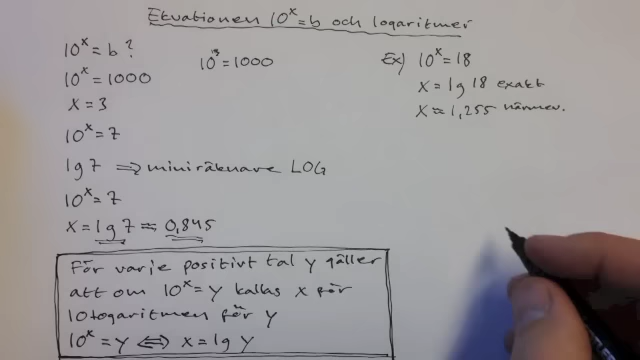 Ekvationen 10^x = b och logaritmer
10^x = b ?
10^x = 1000
x = 3
10^x = 7
lg 7 ⇒ miniräknare LOG
10^x = 7
x = lg 7 ≈ 0,845
För varje positivt tal y gäller
att om 10^x = y kallas x för
10logaritmen för y
10^x = y ⇔ x = lg y
10^3 = 1000
Ex) 10^x = 18
x = lg 18 exakt
x ≈ 1,255 närmev.